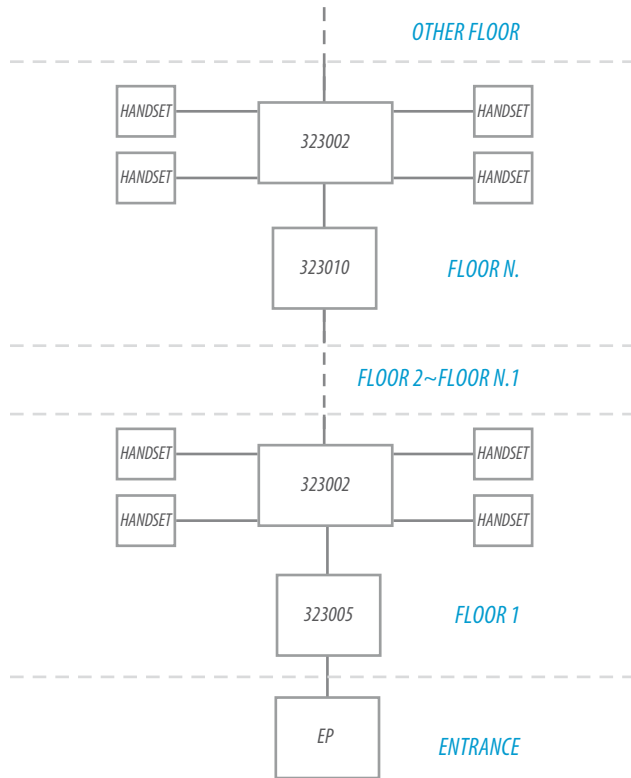 OTHER FLOOR
HANDSET
HANDSET
323002
HANDSET
HANDSET
323010
FLOOR N.
FLOOR 2~FLOOR N.1
HANDSET
HANDSET
323002
HANDSET
HANDSET
323005
FLOOR 1
EP
ENTRANCE